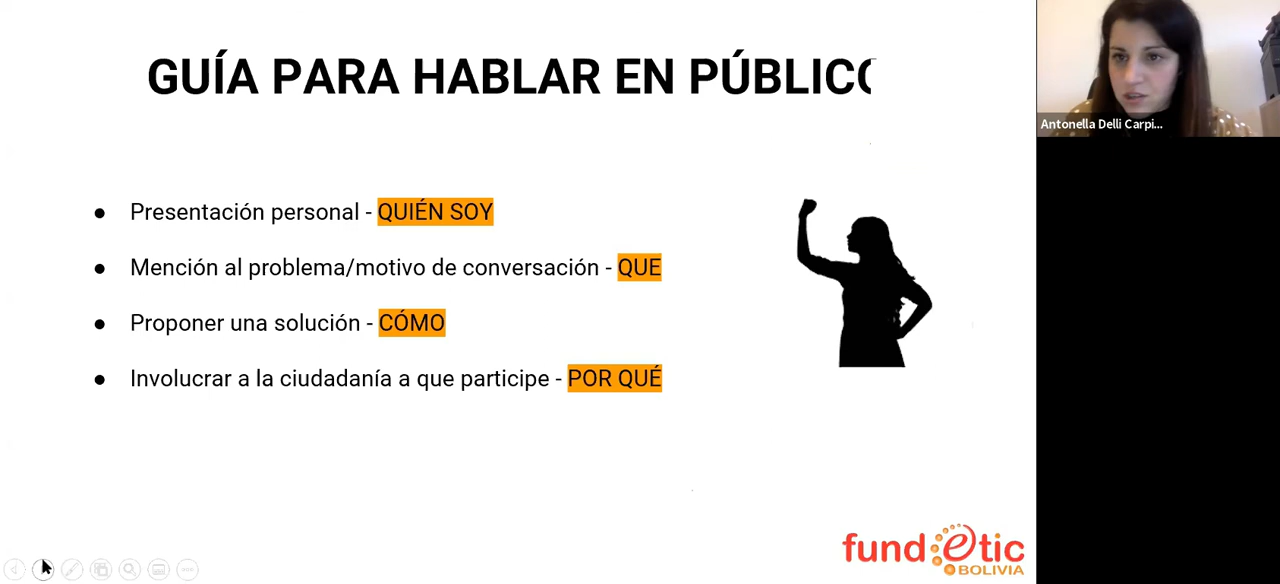 GUÍA PARA HABLAR EN PÚBLICO
Antonella Delli Carpi...
● Presentación personal - QUIÉN SOY
● Mención al problema/motivo de conversación - QUE
● Proponer una solución - CÓMO
● Involucrar a la ciudadanía a que participe - POR QUÉ
fundetic
BOLIVIA